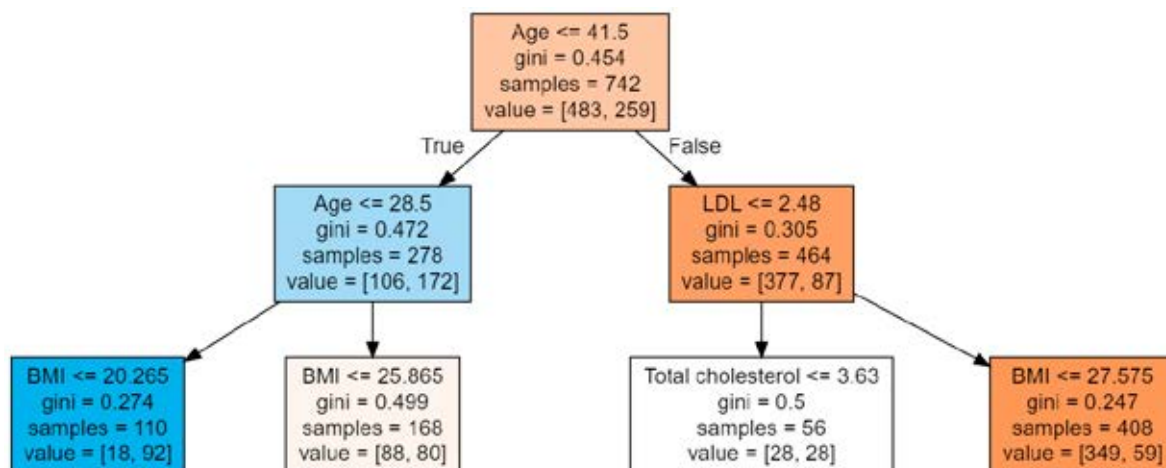 Age <= 41.5
gini = 0.454
samples = 742
value = [483, 259]
True
False
Age <= 28.5
gini = 0.472
samples = 278
value = [106, 172]
LDL <= 2.48
gini = 0.305
samples = 464
value = [377, 87]
BMI <= 20.265
gini = 0.274
samples = 110
value = [18, 92]
BMI <= 25.865
gini = 0.499
samples = 168
value = [88, 80]
Total cholesterol <= 3.63
gini = 0.5
samples = 56
value = [28, 28]
BMI <= 27.575
gini = 0.247
samples = 408
value = [349, 59]